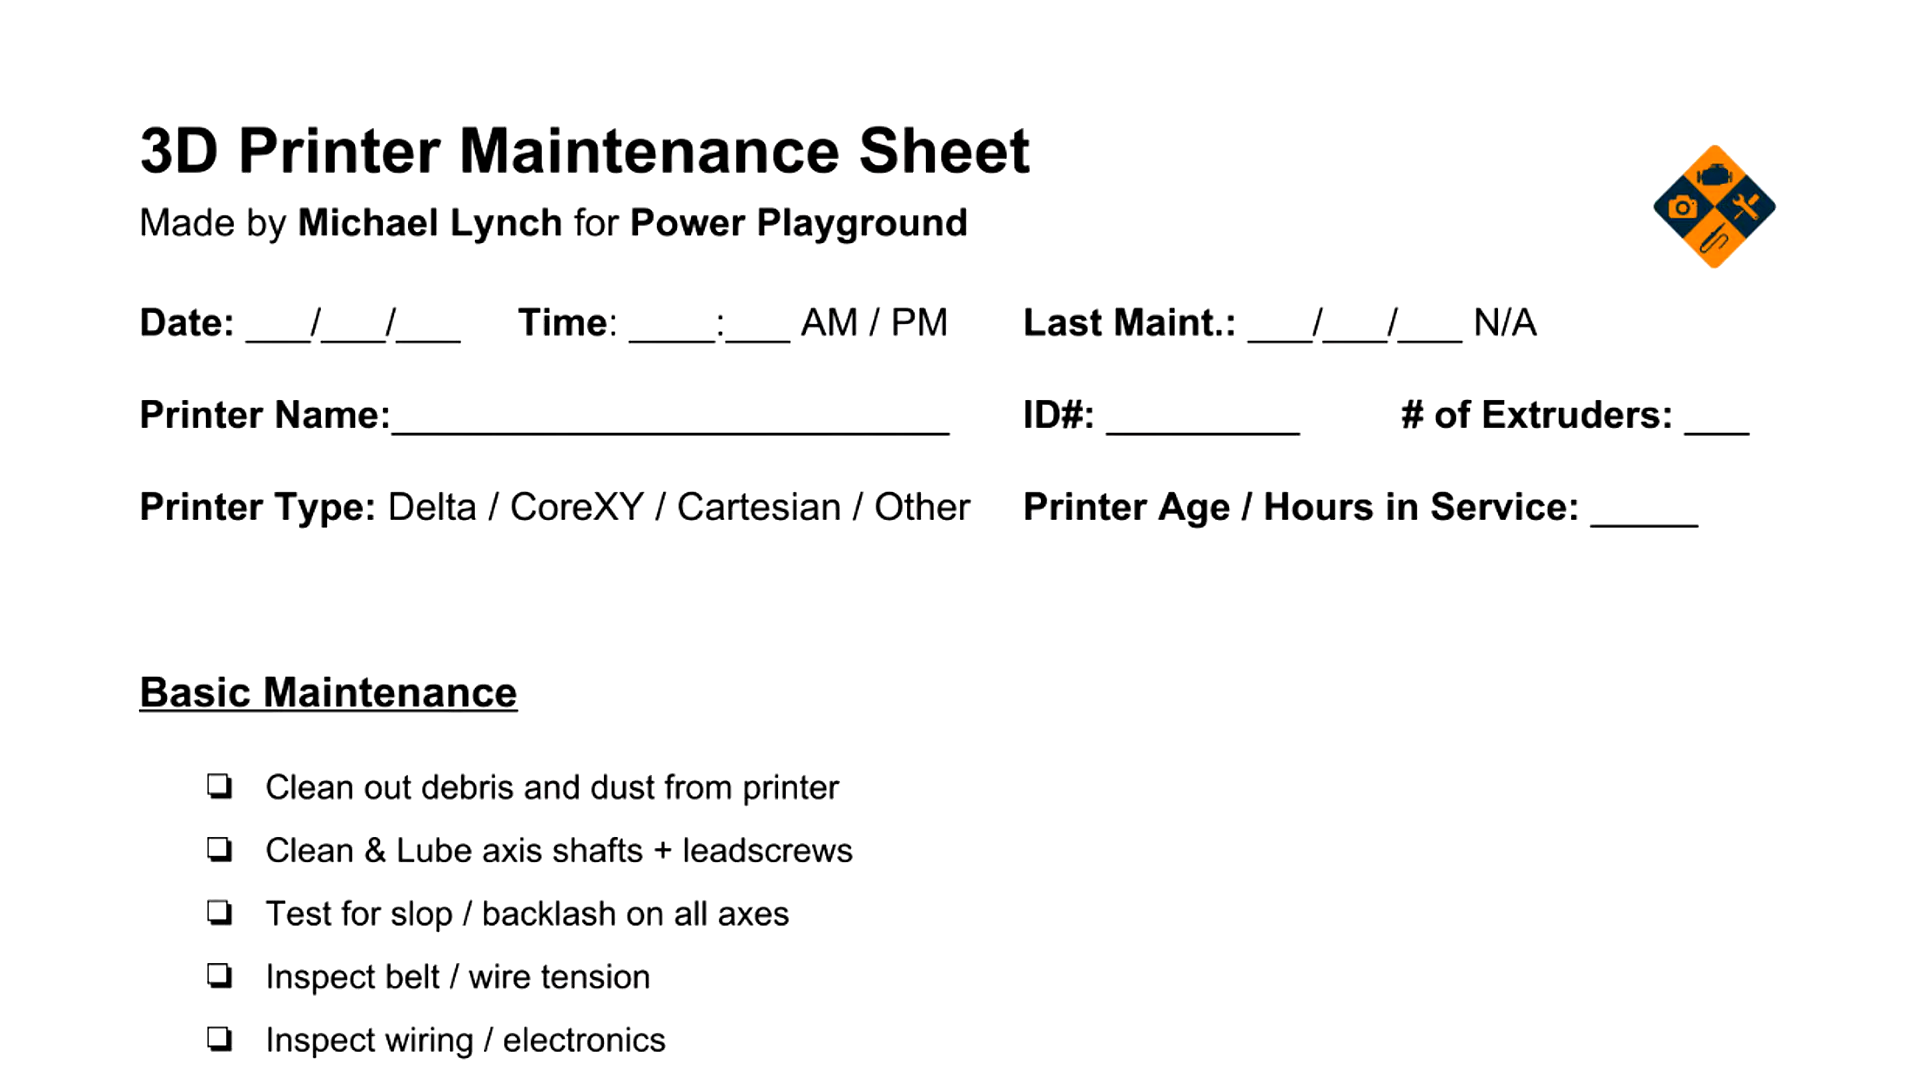 3D Printer Maintenance Sheet
Made by Michael Lynch for Power Playground
Date: ___/___/___ Time: ____:___ AM / PM Last Maint.: ___/___/___ N/A
Printer Name:__________________________ ID#: _________ # of Extruders: ___
Printer Type: Delta / CoreXY / Cartesian / Other Printer Age / Hours in Service: _____
Basic Maintenance
❏ Clean out debris and dust from printer
❏ Clean & Lube axis shafts + leadscrews
❏ Test for slop / backlash on all axes
❏ Inspect belt / wire tension
❏ Inspect wiring / electronics